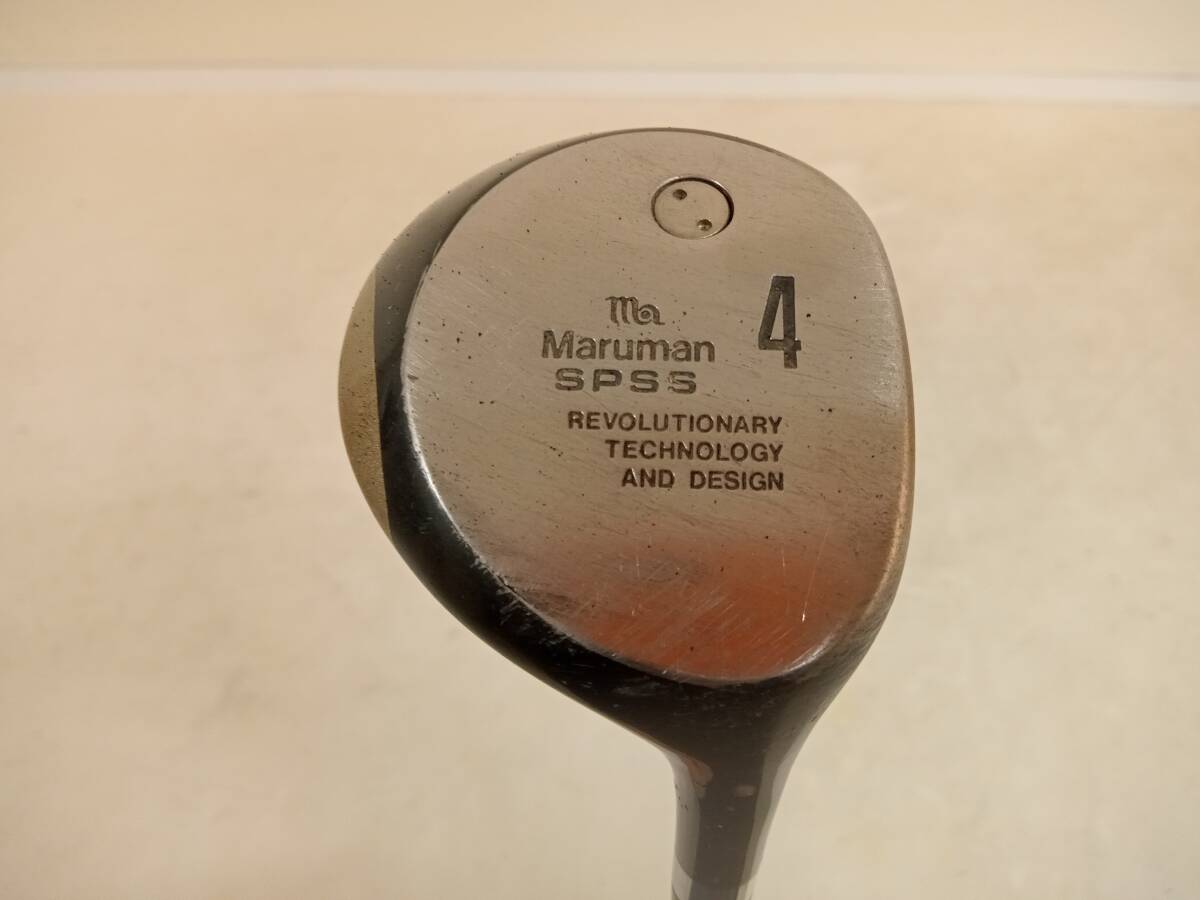 ma
Maruman 4
SPSS
REVOLUTIONARY
TECHNOLOGY
AND DESIGN